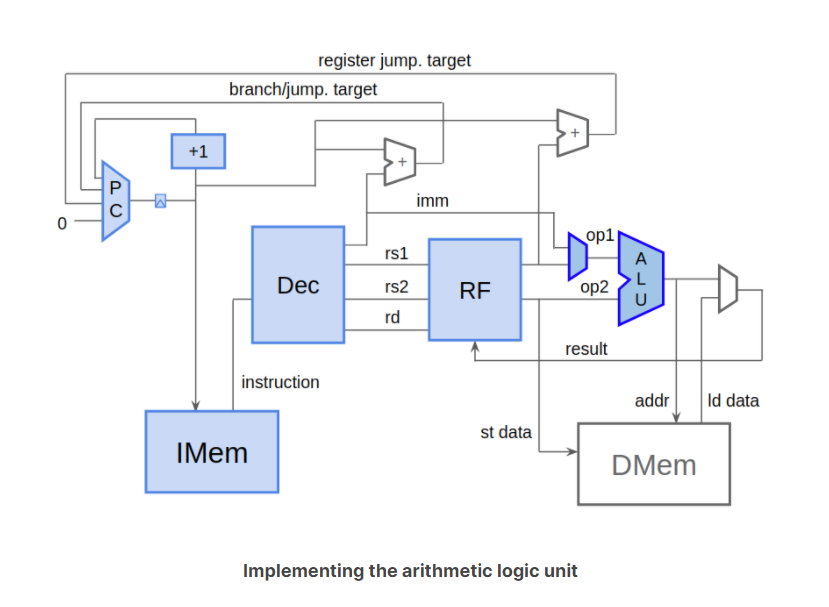 register jump. target
branch/jump. target
+1
+
+
P
C
0
imm
op1
rs1
Dec
rs2
RF
op2
A
L
U
rd
result
instruction
addr
ld data
st data
IMem
DMem
Implementing the arithmetic logic unit